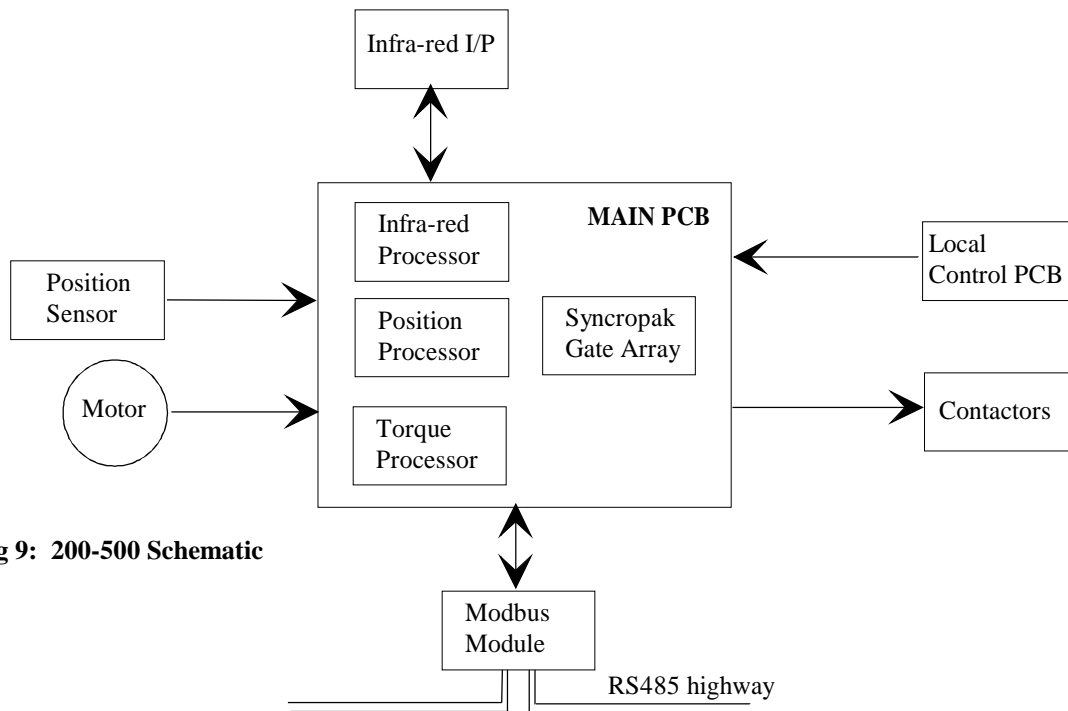 Infra-red I/P
MAIN PCB
Infra-red
Processor
Local
Control PCB
Position
Sensor
Position
Processor
Syncropak
Gate Array
Motor
Contactors
Torque
Processor
g 9: 200-500 Schematic
Modbus
Module
RS485 highway